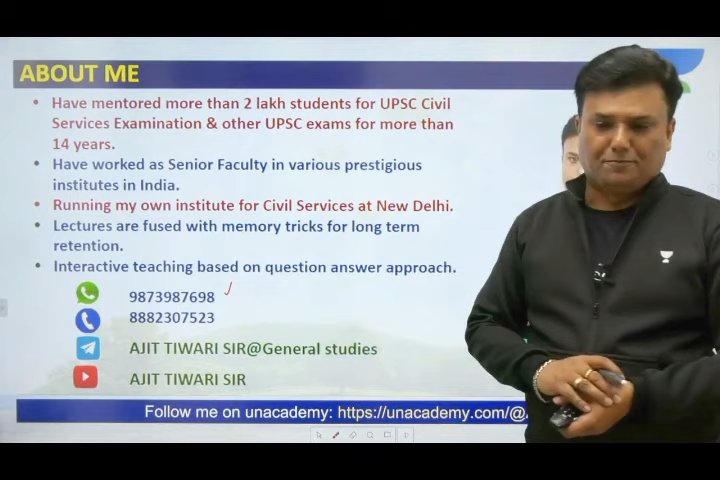 ABOUT ME
• Have mentored more than 2 lakh students for UPSC Civil
Services Examination & other UPSC exams for more than
14 years.
• Have worked as Senior Faculty in various prestigious
institutes in India.
• Running my own institute for Civil Services at New Delhi.
• Lectures are fused with memory tricks for long term
retention.
• Interactive teaching based on question answer approach.
9873987698
8882307523
AJIT TIWARI SIR@General studies
AJIT TIWARI SIR
Follow me on unacademy: https://unacademy.com/@